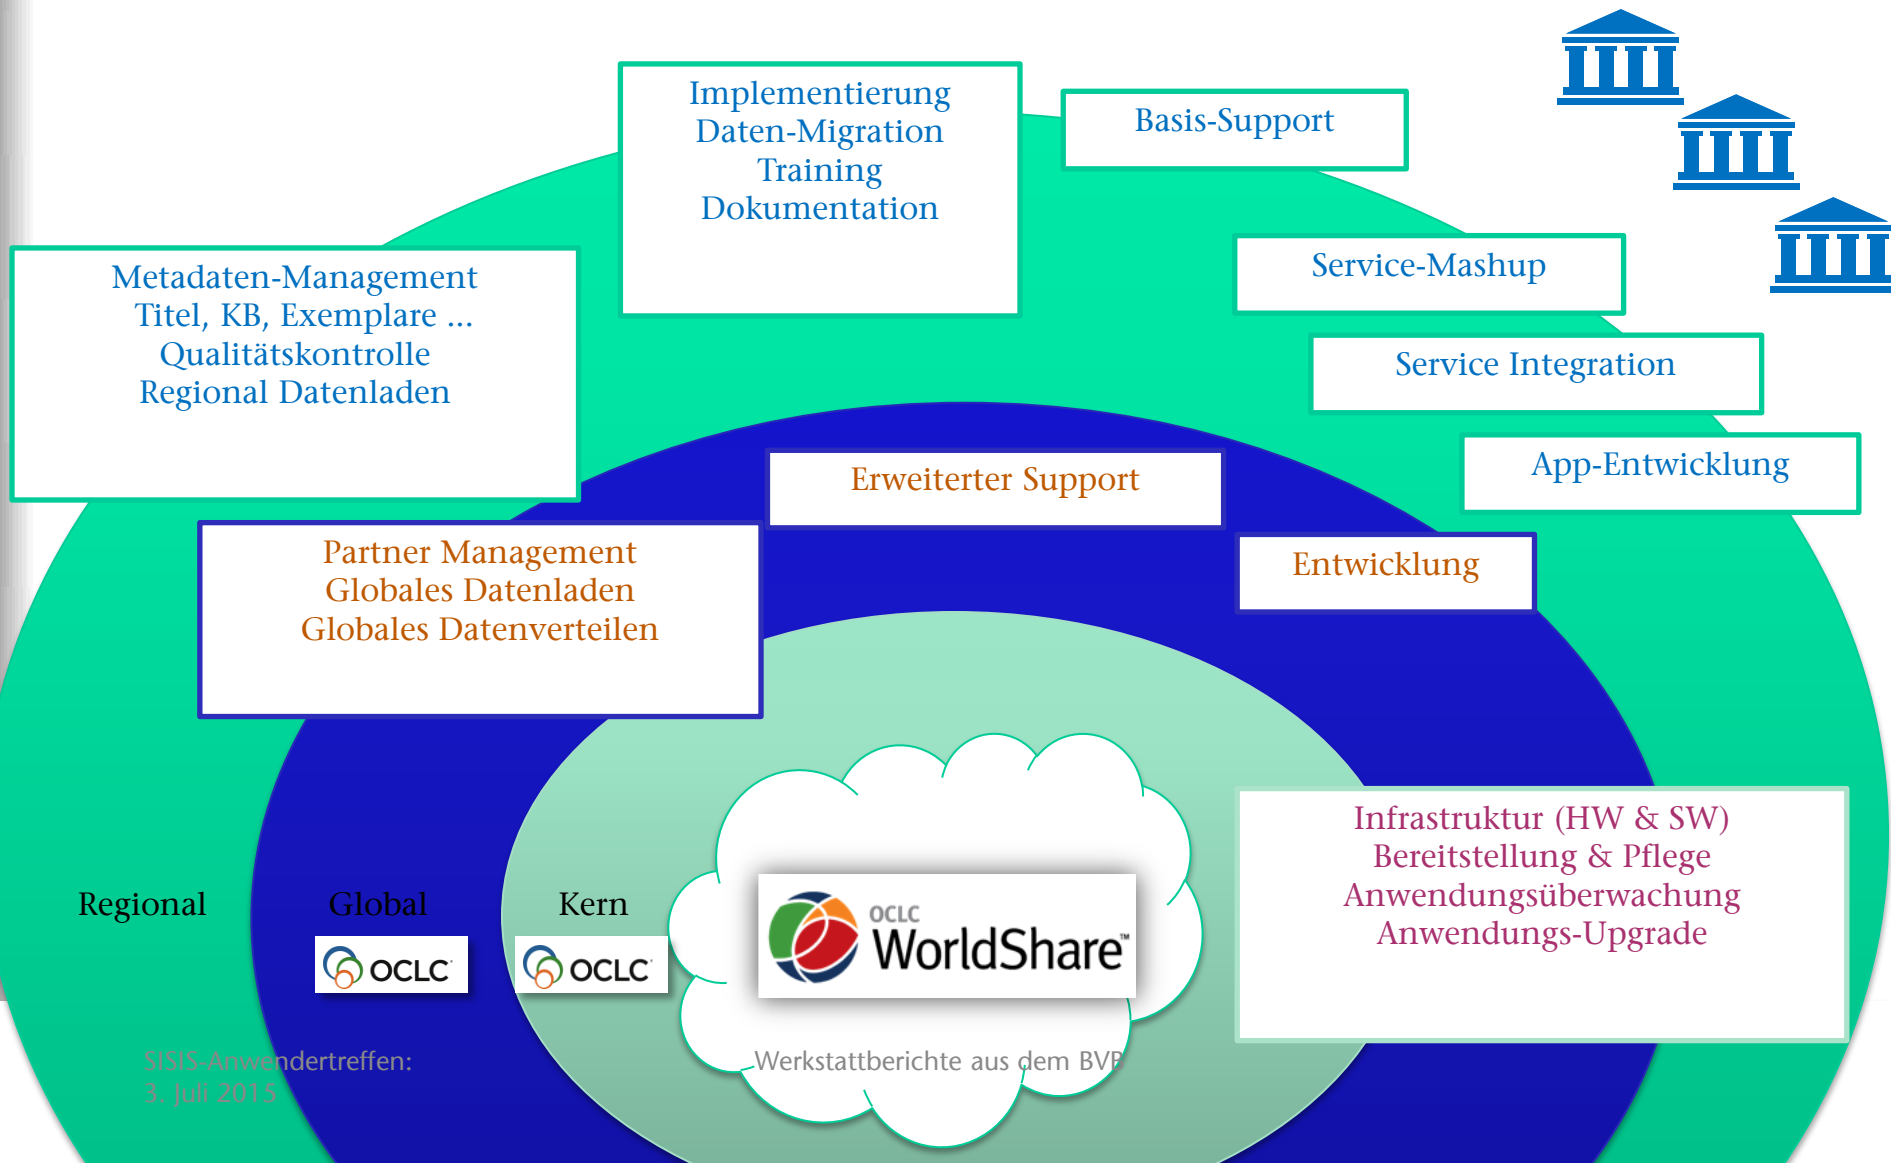 Implementierung
Daten-Migration
Training
Dokumentation
Basis-Support
Metadaten-Management
Titel, KB, Exemplare ...
Qualitätskontrolle
Regional Datenladen
Service-Mashup
Service Integration
App-Entwicklung
Erweiterter Support
Partner Management
Globales Datenladen
Globales Datenverteilen
Entwicklung
Infrastruktur (HW & SW)
Bereitstellung & Pflege
Anwendungsüberwachung
Anwendungs-Upgrade
Regional
Global
Kern
OCLC
OCLC
OCLC
WorldShare™
SISIS-Anwendertreffen:
3. Juli 2015
Werkstattberichte aus dem BVB